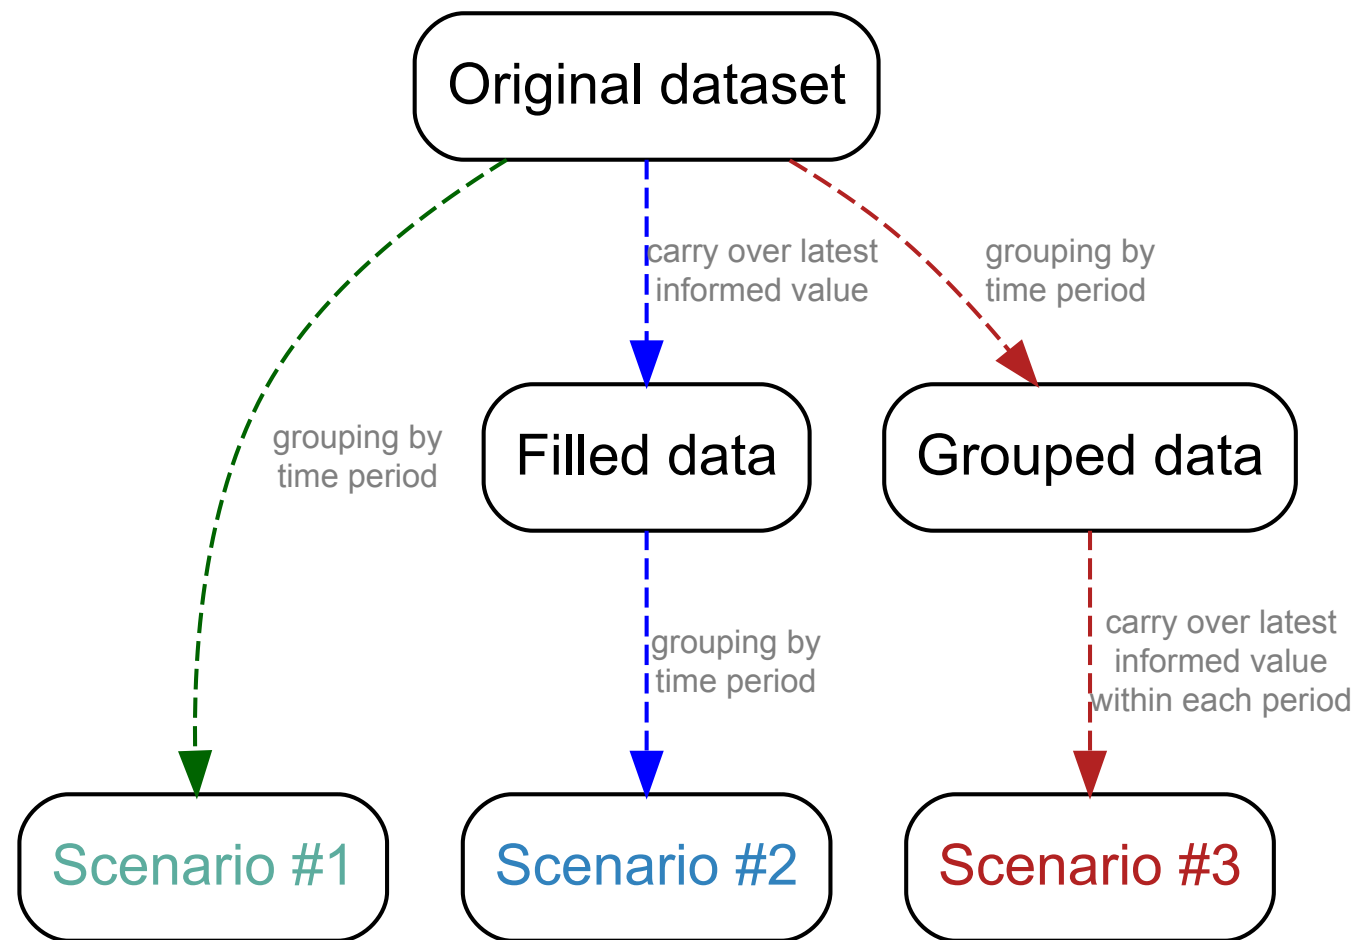 Original dataset
carry over latest
informed value
grouping by
time period
grouping by
time period
Filled data
Grouped data
grouping by
time period
carry over latest
informed value
within each period
Scenario #1
Scenario #2
Scenario #3